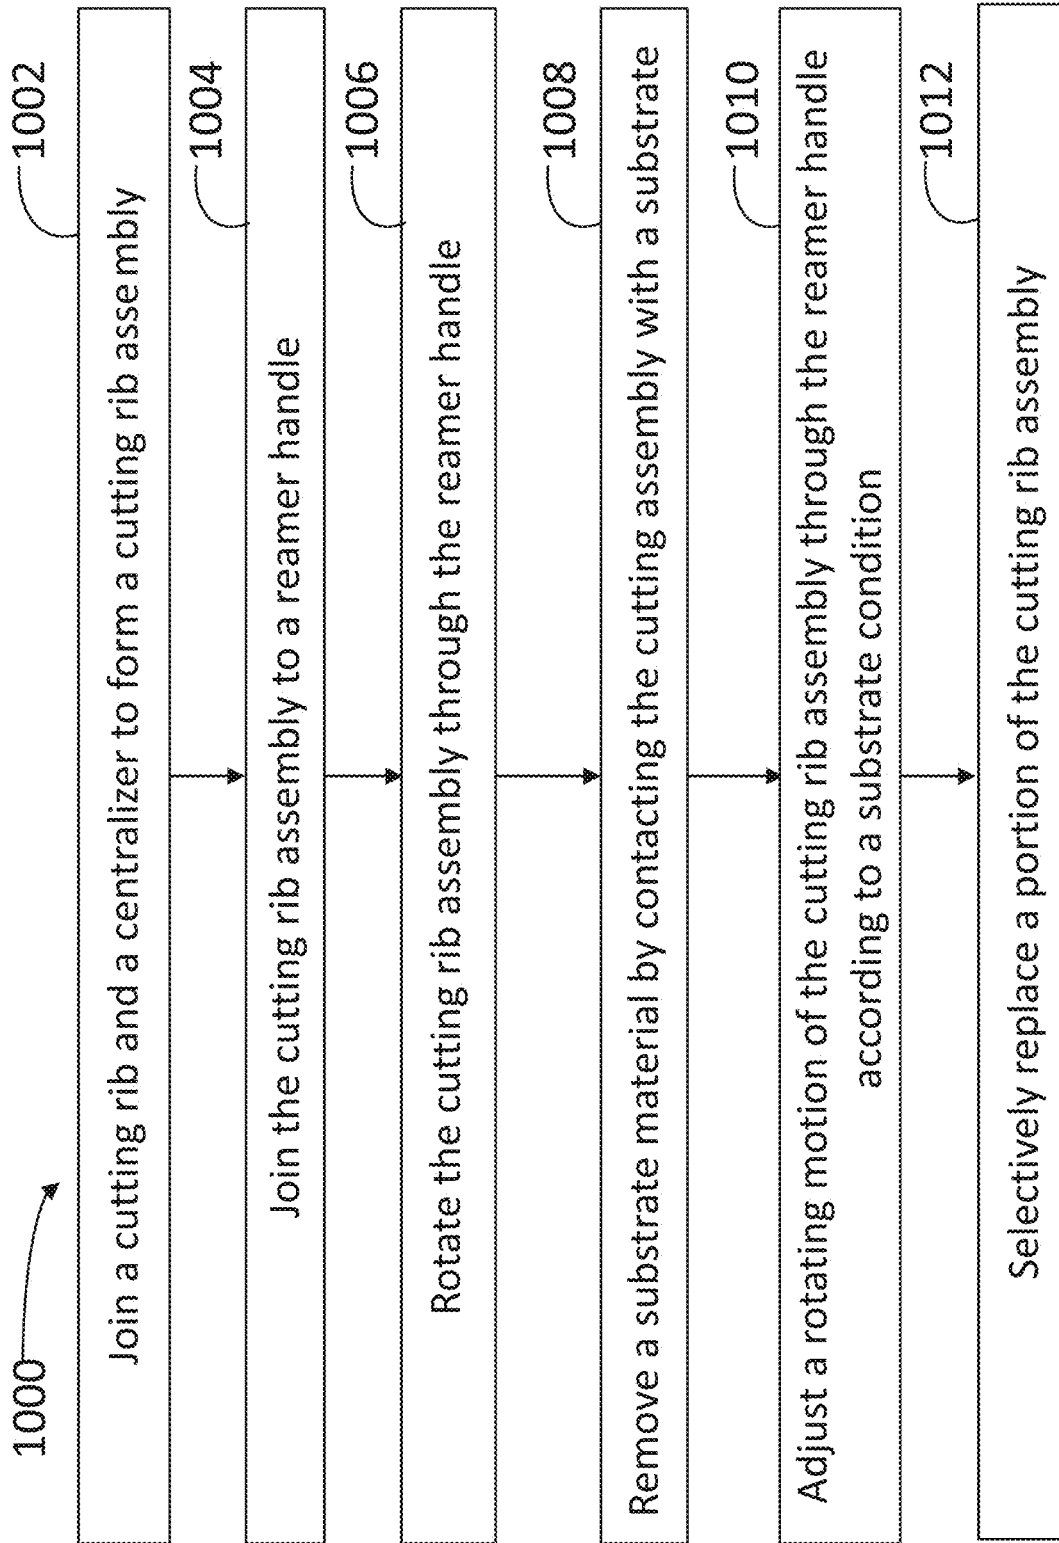 1000
1002
Join a cutting rib and a centralizer to form a cutting rib assembly
1004
Join the cutting rib assembly to a reamer handle
1006
Rotate the cutting rib assembly through the reamer handle
1008
Remove a substrate material by contacting the cutting assembly with a substrate
1010
Adjust a rotating motion of the cutting rib assembly through the reamer handle
according to a substrate condition
1012
Selectively replace a portion of the cutting rib assembly